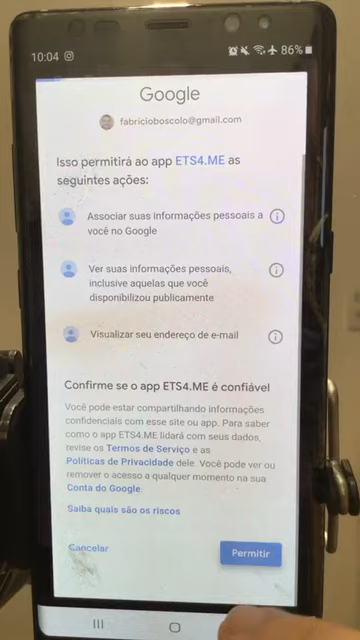 10:04
86%
Google
fabricioboscolo@gmail.com
Isso permitirá ao app ETS4.ME as
seguintes ações:
Associar suas informações pessoais a
você no Google
Ver suas informações pessoais,
inclusive aquelas que você
disponibilizou publicamente
Visualizar seu endereço de e-mail
Confirme se o app ETS4.ME é confiável
Você pode estar compartilhando informações
confidenciais com esse site ou app. Para saber
como o app ETS4.ME lidará com seus dados,
revise os Termos de Serviço e as
Políticas de Privacidade dele. Você pode ver ou
remover o acesso a qualquer momento na sua
Conta do Google.
Saiba quais são os riscos
Cancelar
Permitir